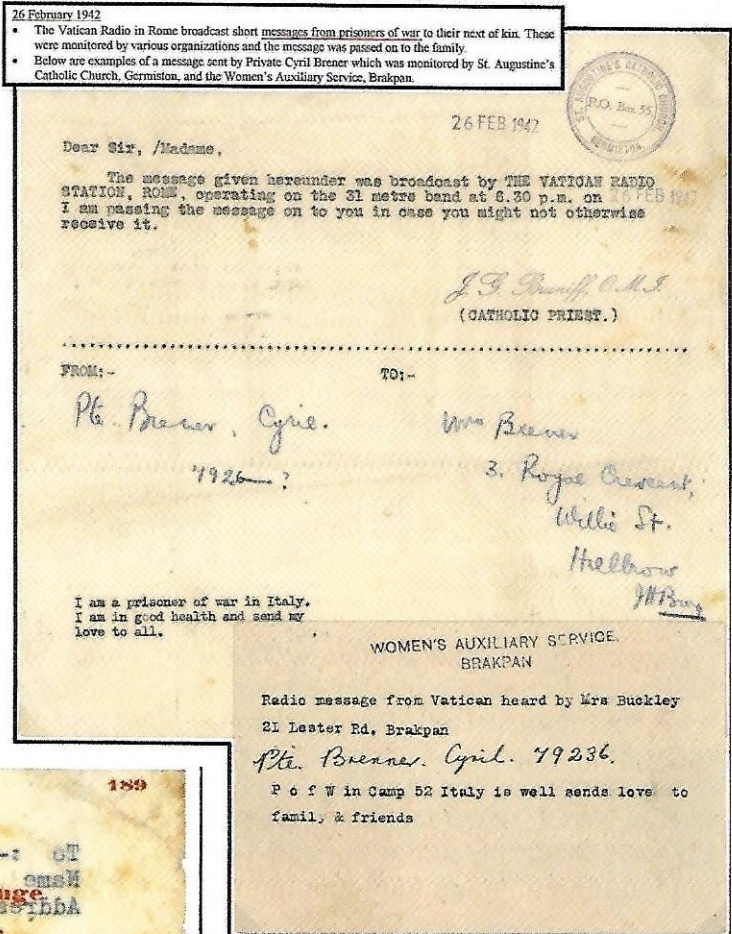 26 February 1942
• The Vatican Radio in Rome broadcast short messages from prisoners of war to their next of kin. These
were monitored by various organizations and the message was passed on to the family.
• Below are examples of a message sent by Private Cyril Brener which was monitored by St. Augustine's
Catholic Church, Germiston, and the Women's Auxiliary Service, Brakpan.
ST. AUGUSTINE'S CATHOLIC CHURCH
P.O. Box 55
GERMISTON
26 FEB 1942
Dear Sir, /Madame,
The message given hereunder was broadcast by THE VATICAN RADIO
STATION, ROME, operating on the 31 metre band at 6.30 p.m. on 26 FEB 1942
I am passing the message on to you in case you might not otherwise
receive it.
J. G. Braniff, O.M.I.
(CATHOLIC PRIEST.)
FROM:- TO:-
Pte. Brener, Cyril.
7926—?
Mrs Brener
3. Royal Crescent,
Willie St.
Hillbrow
I am a prisoner of war in Italy.
I am in good health and send my
love to all.
WOMEN'S AUXILIARY SERVICE,
BRAKPAN
Radio message from Vatican heard by Mrs Buckley
21 Lester Rd. Brakpan
Pte. Brenner. Cyril. 79236.
P o f W in Camp 52 Italy is well sends love to
family & friends
189
To :-
Name
Address